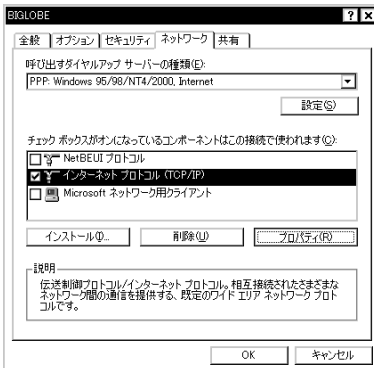 BIGLOBE
全般 オプション セキュリティ ネットワーク 共有
呼び出すダイヤルアップ サーバーの種類(E):
PPP: Windows 95/98/NT4/2000, Internet
設定(S)
チェック ボックスがオンになっているコンポーネントはこの接続で使われます(C):
NetBEUI プロトコル
インターネット プロトコル (TCP/IP)
Microsoft ネットワーク用クライアント
インストール(I)... 削除(U) プロパティ(R)
説明
伝送制御プロトコル/インターネット プロトコル。相互接続されたさまざまな
ネットワーク間の通信を提供する、既定のワイド エリア ネットワーク プロト
コルです。
OK キャンセル